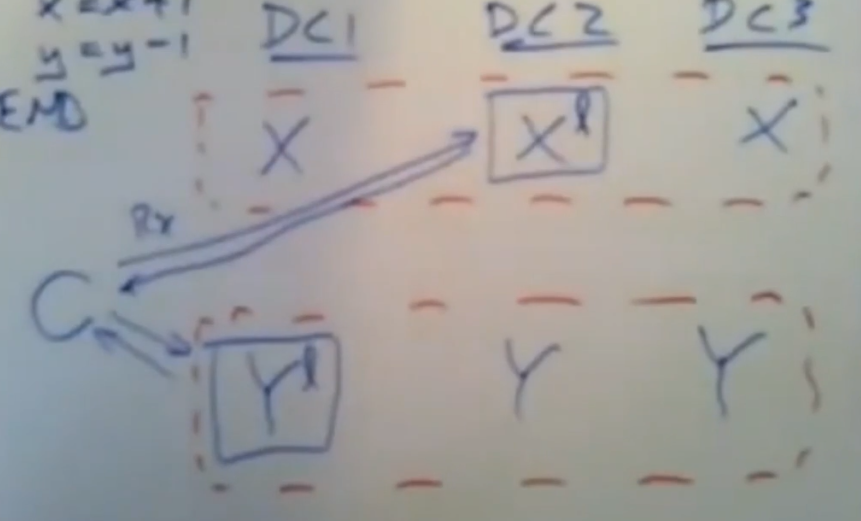 x = x + 1
y = y - 1
END
DC1 DC2 DC3
X X^l X
Rx
C
Y^l Y Y